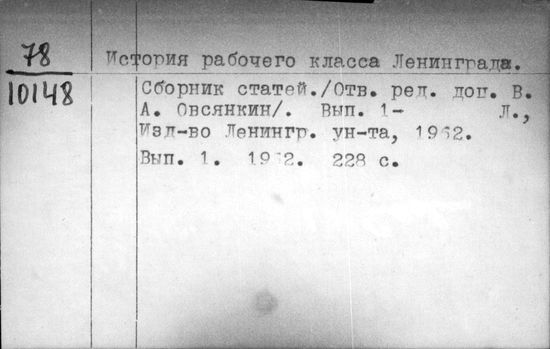 78
История рабочего класса Ленинграда.
10148
Сборник статей./Отв. ред. доц. В.
А. Овсянкин/. Вып. 1- Л.,
Изд-во Ленингр. ун-та, 1962.
Вып. 1. 1962. 228 с.